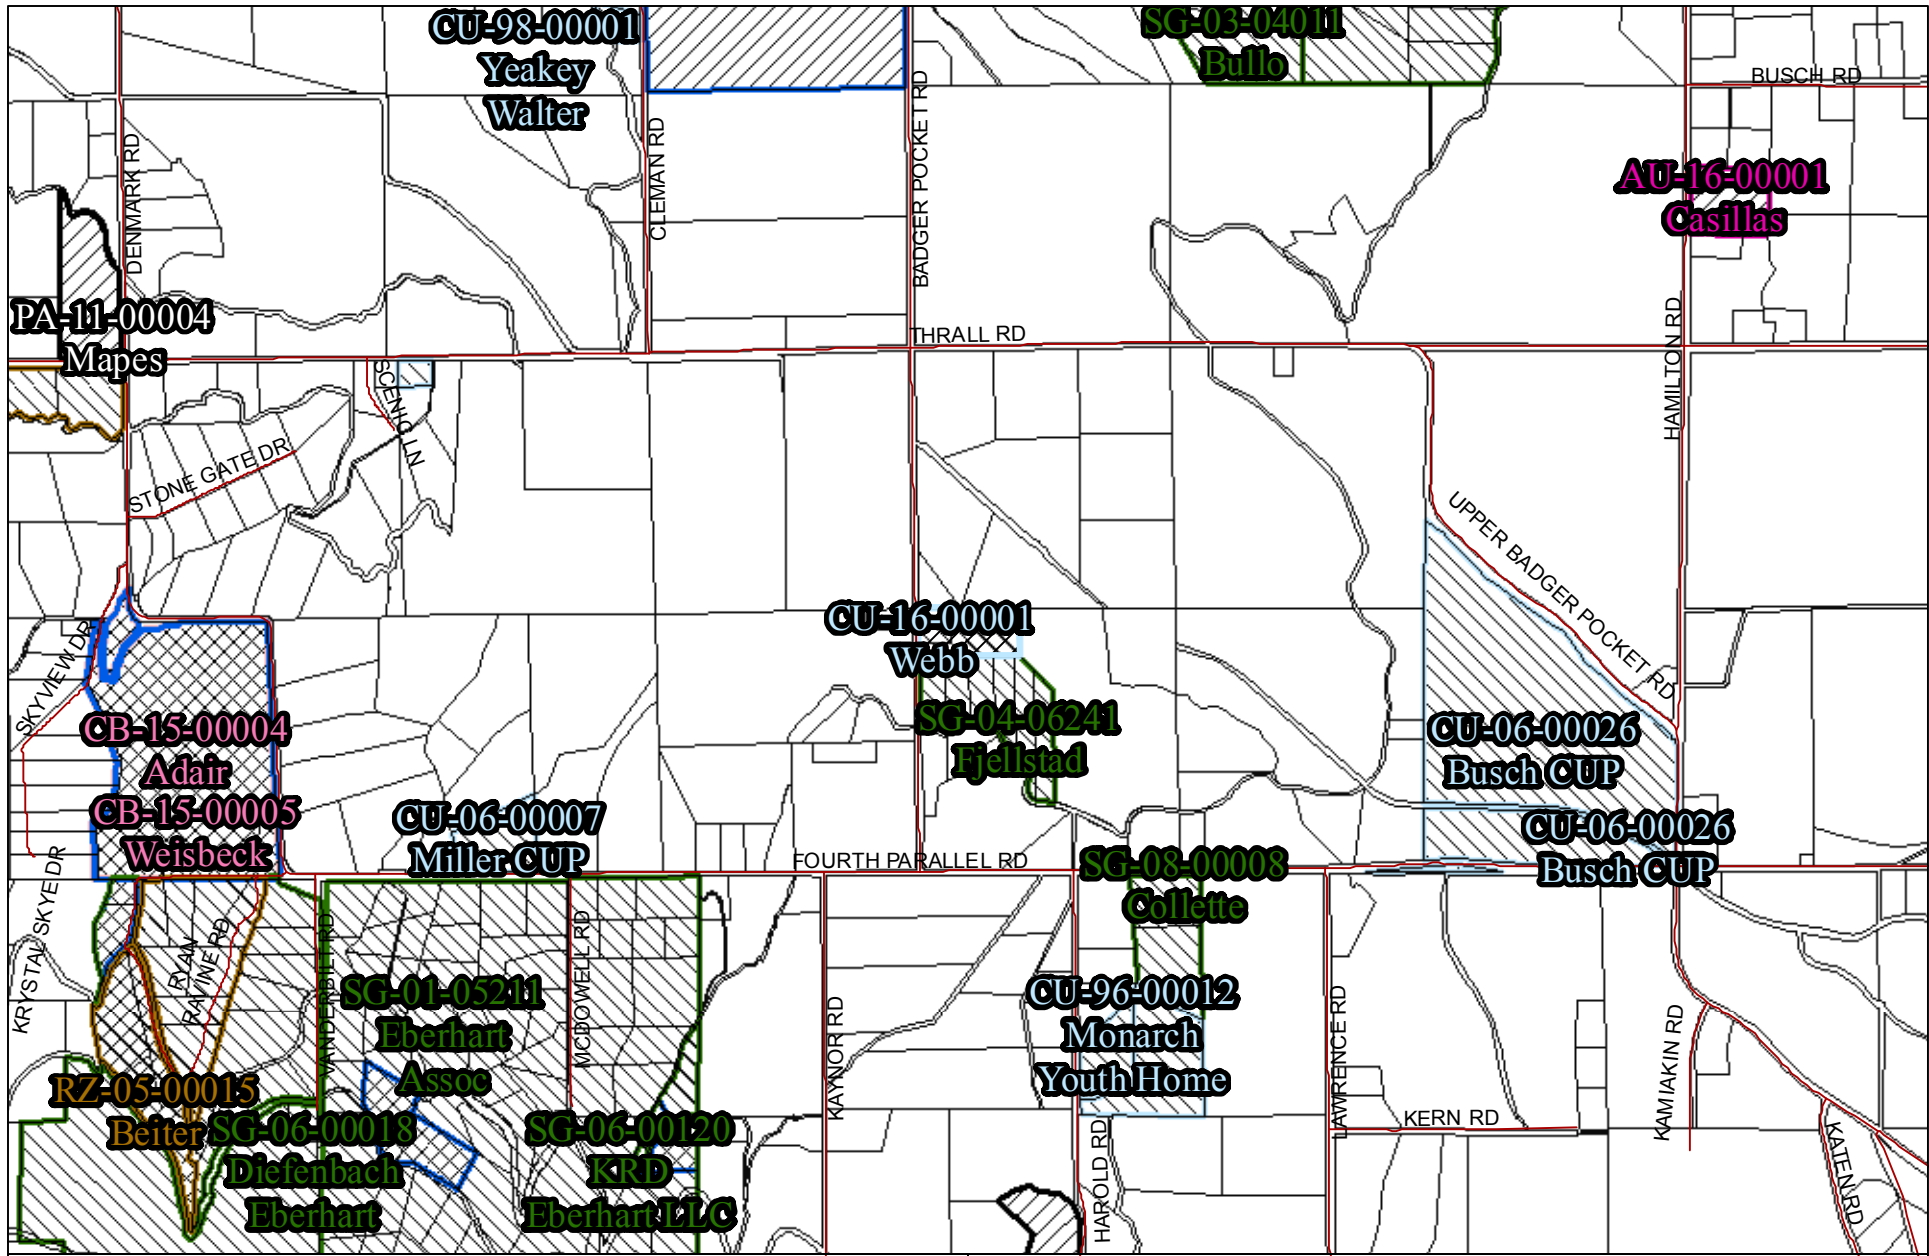 CU-98-00001
Yeakey
Walter
SG-03-04011
Bullo
BUSCH RD
DENMARK RD
CLEMAN RD
BADGER POCKET RD
AU-16-00001
Casillas
PA-11-00004
Mapes
THRALL RD
HAMILTON RD
SCENIC LN
STONE GATE DR
UPPER BADGER POCKET RD
SKYVIEW DR
CU-16-00001
Webb
SG-04-06241
Fjellstad
CB-15-00004
Adair
CB-15-00005
Weisbeck
CU-06-00007
Miller CUP
CU-06-00026
Busch CUP
CU-06-00026
Busch CUP
FOURTH PARALLEL RD
SG-08-00008
Collette
KRYSTAL SKYE DR
RYAN
RAVINE RD
VANDERBILT RD
MCDOWELL RD
SG-01-05211
Eberhart
Assoc
KAYNOR RD
CU-96-00012
Monarch
Youth Home
LAWRENCE RD
KAMIAKIN RD
RZ-05-00015
Beiter
SG-06-00018
Diefenbach
Eberhart
SG-06-00120
KRD
Eberhart LLC
HAROLD RD
KERN RD
KATEN RD